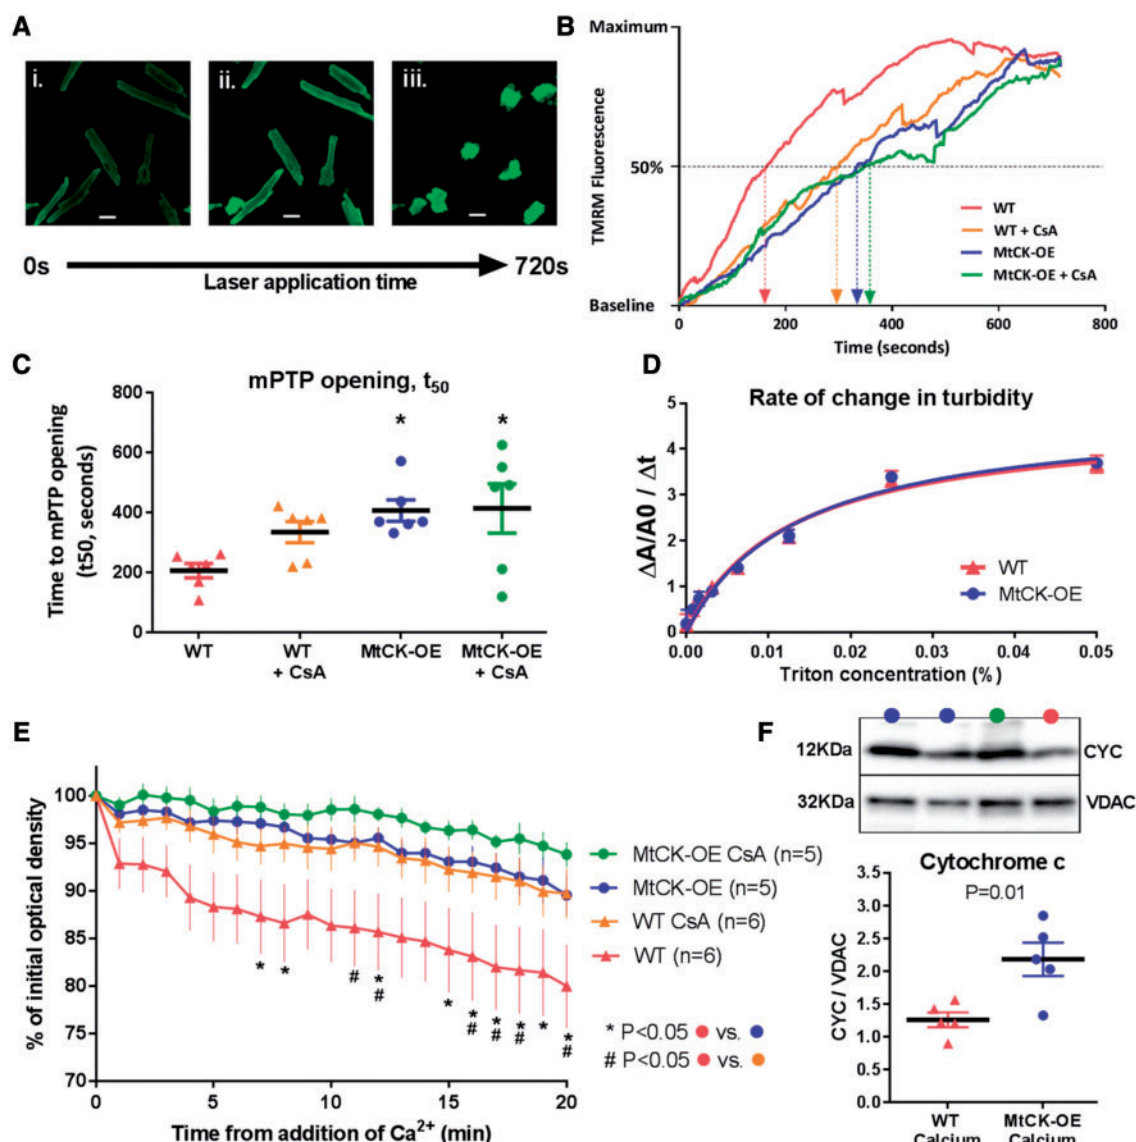 A
i.
ii.
iii.
0s
720s
Laser application time
B
Maximum
50%
Baseline
TMRM Fluorescence
WT
WT + CsA
MtCK-OE
MtCK-OE + CsA
0
200
400
600
800
Time (seconds)
C
mPTP opening, t50
Time to mPTP opening
(t50, seconds)
800
600
400
200
0
WT
WT
+ CsA
MtCK-OE
MtCK-OE
+ CsA
*
*
D
Rate of change in turbidity
ΔA/A0 / Δt
5
4
3
2
1
0
WT
MtCK-OE
0.00
0.01
0.02
0.03
0.04
0.05
Triton concentration (%)
E
% of initial optical density
100
95
90
85
80
75
70
* * # * # * * # * # * # * * #
0
5
10
15
20
Time from addition of Ca2+ (min)
MtCK-OE CsA (n=5)
MtCK-OE (n=5)
WT CsA (n=6)
WT (n=6)
* P<0.05 vs.
# P<0.05 vs.
F
12KDa
CYC
32KDa
VDAC
Cytochrome c
P=0.01
CYC / VDAC
3.5
3.0
2.5
2.0
1.5
1.0
0.5
0.0
WT
Calcium
MtCK-OE
Calcium